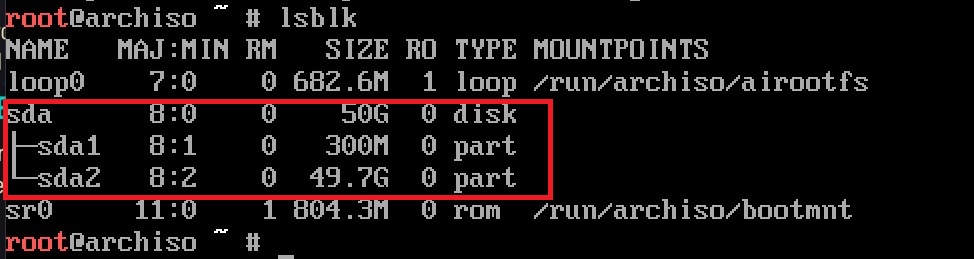 root@archiso ~ # lsblk
NAME   MAJ:MIN RM   SIZE RO TYPE MOUNTPOINTS
loop0    7:0    0 682.6M  1 loop /run/archiso/airootfs
sda      8:0    0    50G  0 disk
├─sda1   8:1    0   300M  0 part
└─sda2   8:2    0  49.7G  0 part
sr0     11:0    1 804.3M  0 rom  /run/archiso/bootmnt
root@archiso ~ #